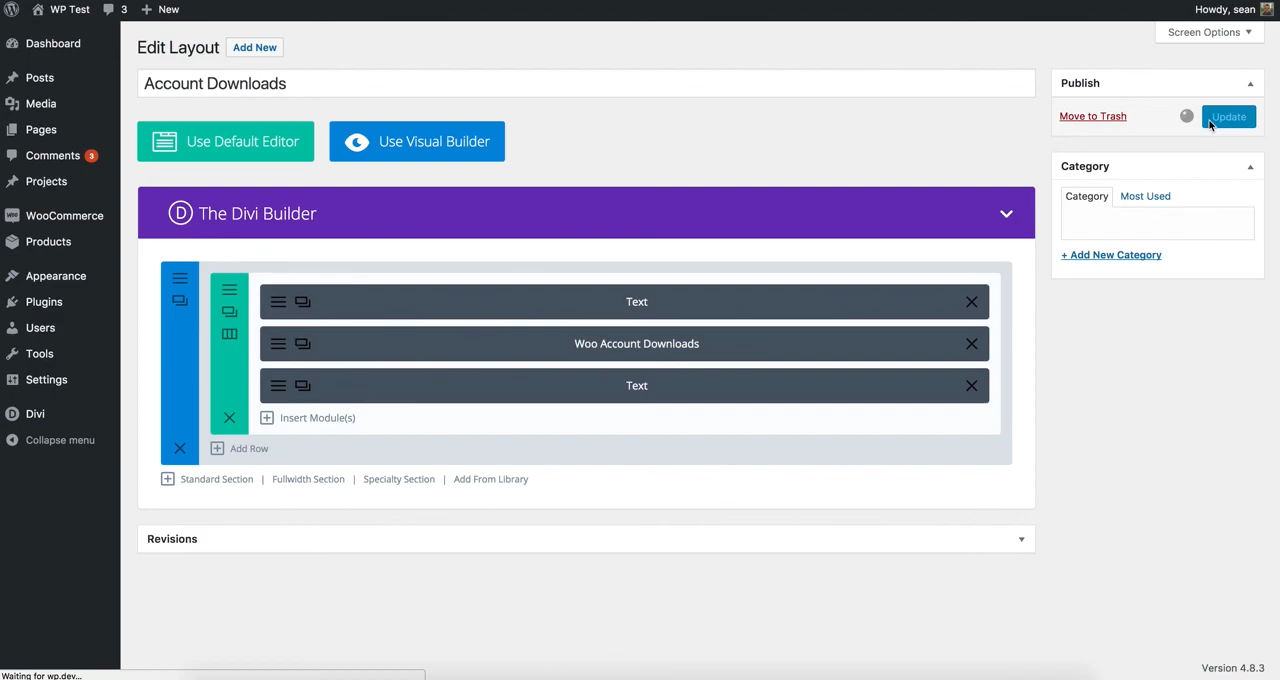 WP Test
3
New
Howdy, sean
Dashboard
Posts
Media
Pages
Comments 3
Projects
WooCommerce
Products
Appearance
Plugins
Users
Tools
Settings
Divi
Collapse menu
Screen Options ▼
Edit Layout Add New
Account Downloads
Use Default Editor
Use Visual Builder
D The Divi Builder
Text
Woo Account Downloads
Text
Insert Module(s)
Add Row
Standard Section | Fullwidth Section | Specialty Section | Add From Library
Revisions
Publish
Move to Trash
Update
Category
Category Most Used
+ Add New Category
Version 4.8.3
Waiting for wp.dev...